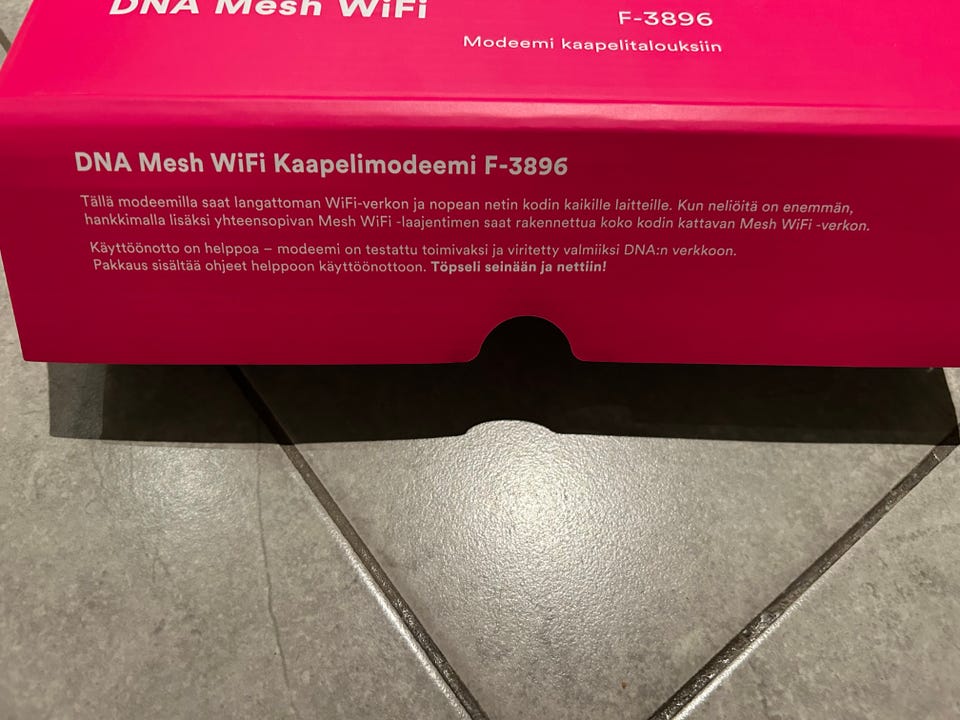 DNA Mesh WiFi
F-3896
Modeemi kaapelitalouksiin
DNA Mesh WiFi Kaapelimodeemi F-3896
Tällä modeemilla saat langattoman WiFi-verkon ja nopean netin kodin kaikille laitteille. Kun neliöitä on enemmän,
hankkimalla lisäksi yhteensopivan Mesh WiFi -laajentimen saat rakennettua koko kodin kattavan Mesh WiFi -verkon.
Käyttöönotto on helppoa – modeemi on testattu toimivaksi ja viritetty valmiiksi DNA:n verkkoon.
Pakkaus sisältää ohjeet helppoon käyttöönottoon. Töpseli seinään ja nettiin!